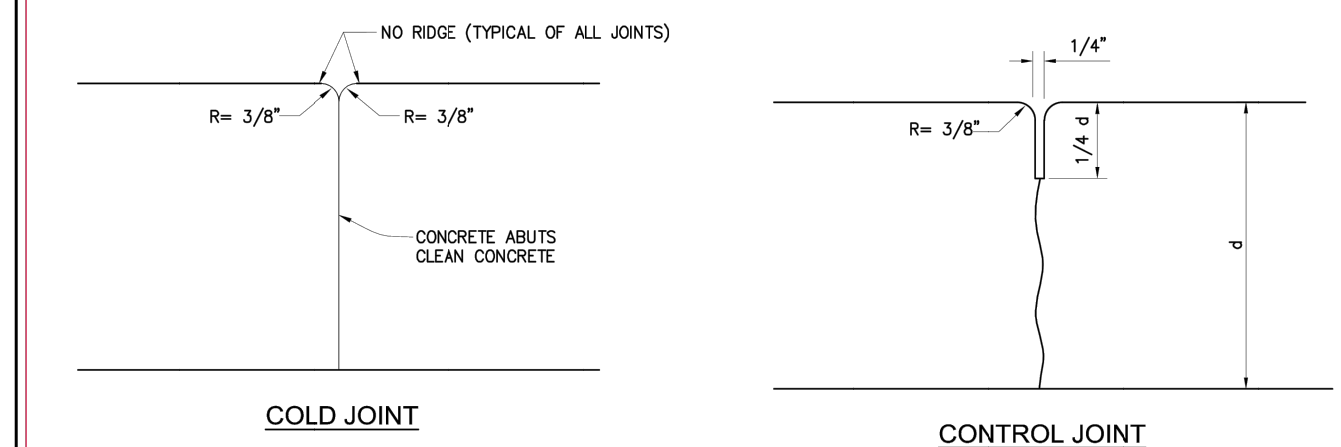 NO RIDGE (TYPICAL OF ALL JOINTS)
R= 3/8"
R= 3/8"
CONCRETE ABUTS
CLEAN CONCRETE
COLD JOINT
1/4"
R= 3/8"
1/4 d
d
CONTROL JOINT